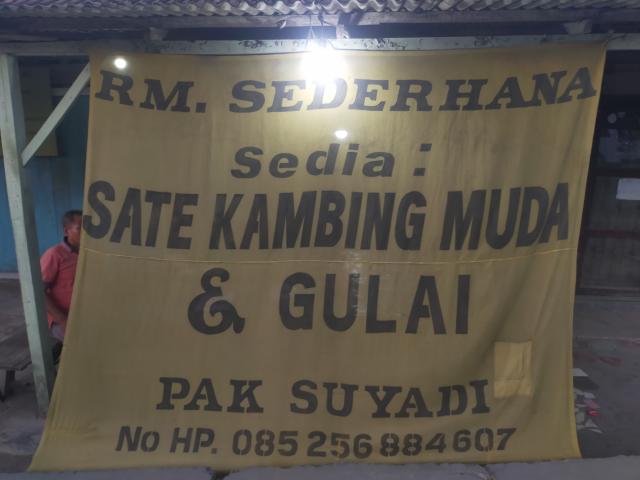 RM. SEDERHANA
Sedia :
SATE KAMBING MUDA
& GULAI
PAK SUYADI
No HP. 085 256 884 607